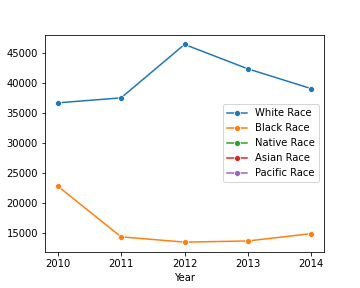 45000
40000
35000
30000
25000
20000
15000
White Race
Black Race
Native Race
Asian Race
Pacific Race
2010 2011 2012 2013 2014
Year